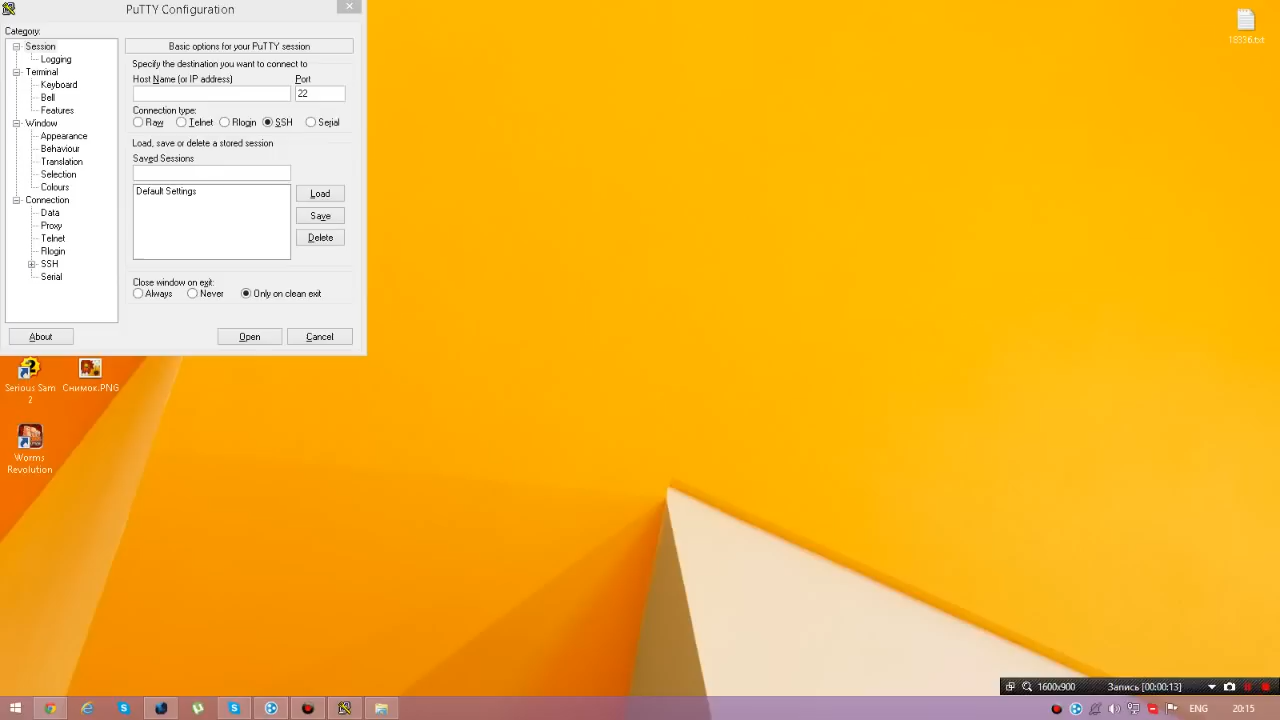 PuTTY Configuration
Category:
Session
Logging
Terminal
Keyboard
Bell
Features
Window
Appearance
Behaviour
Translation
Selection
Colours
Connection
Data
Proxy
Telnet
Rlogin
SSH
Serial
Basic options for your PuTTY session
Specify the destination you want to connect to
Host Name (or IP address)
Port
22
Connection type:
Raw Telnet Rlogin SSH Serial
Load, save or delete a stored session
Saved Sessions
Default Settings
Load
Save
Delete
Close window on exit:
Always Never Only on clean exit
About
Open
Cancel
18336.txt
Serious Sam
2
Снимок.PNG
Worms
Revolution
1600x900
Запись [00:00:13]
ENG
20:15